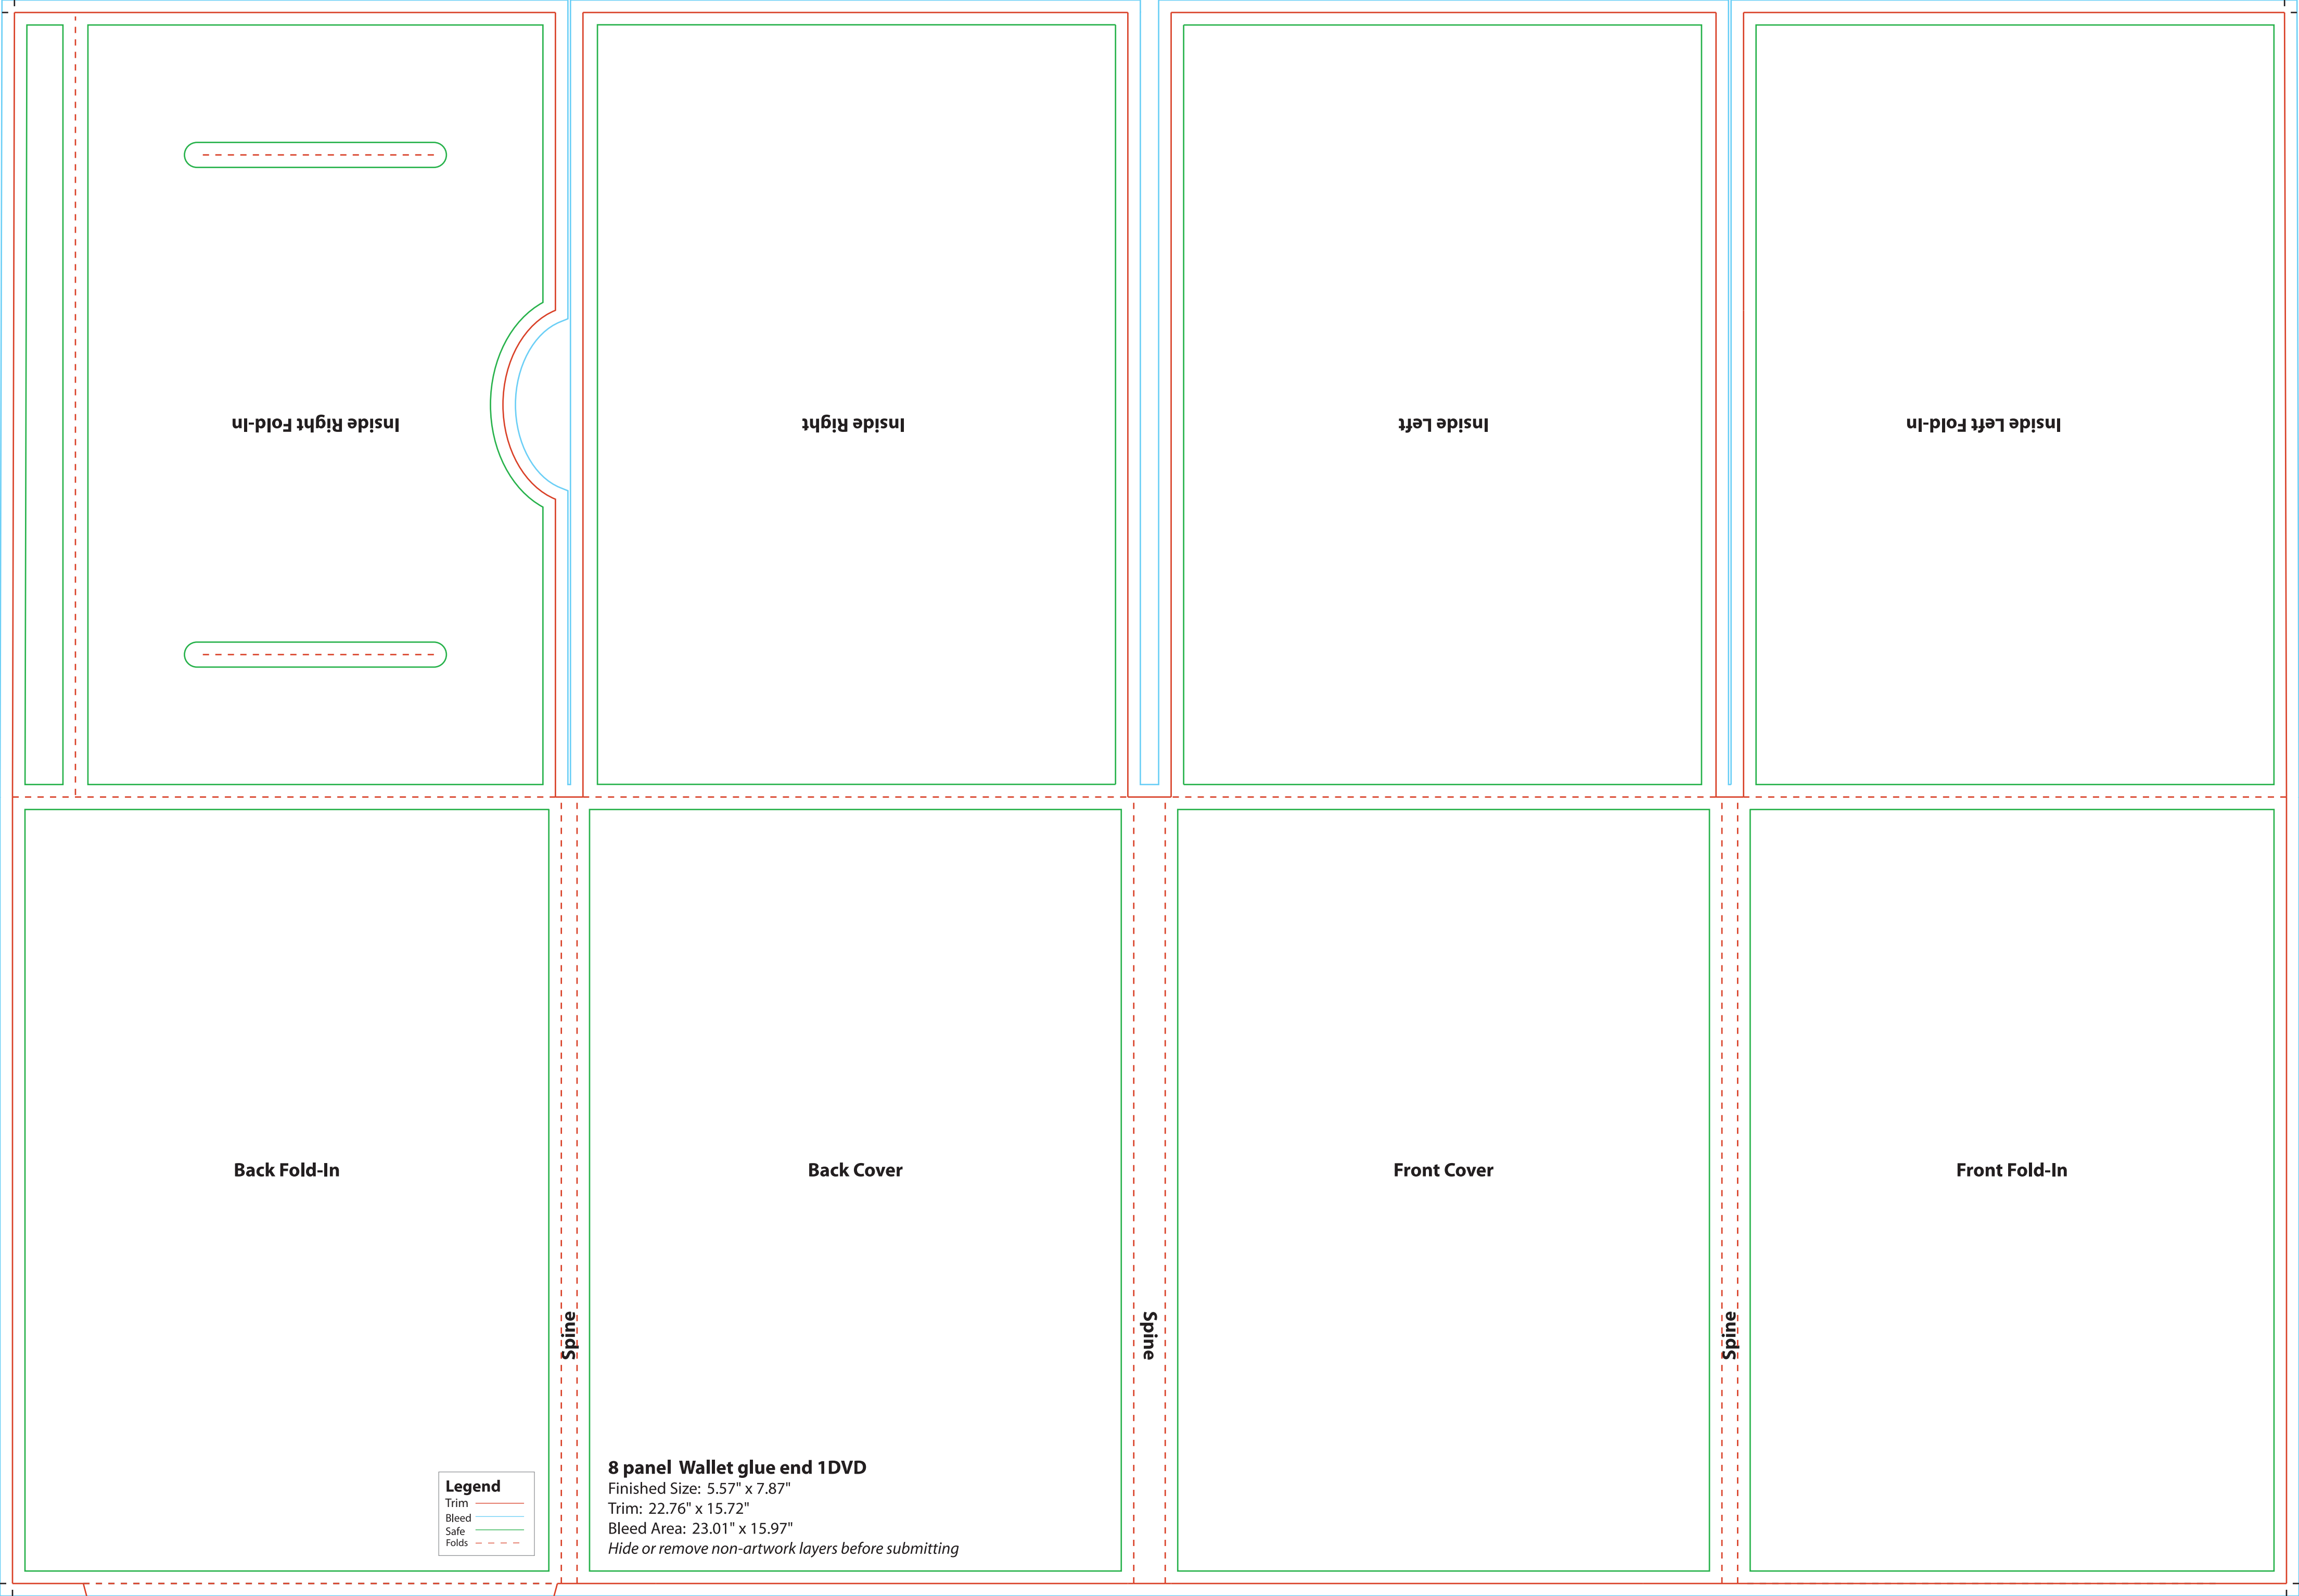 Inside Right Fold-In
Inside Right
Inside Left
Inside Left Fold-In
Back Fold-In
Back Cover
Front Cover
Front Fold-In
Spine
Spine
Spine
Legend
Trim
Bleed
Safe
Folds
8 panel Wallet glue end 1DVD
Finished Size: 5.57" x 7.87"
Trim: 22.76" x 15.72"
Bleed Area: 23.01" x 15.97"
Hide or remove non-artwork layers before submitting